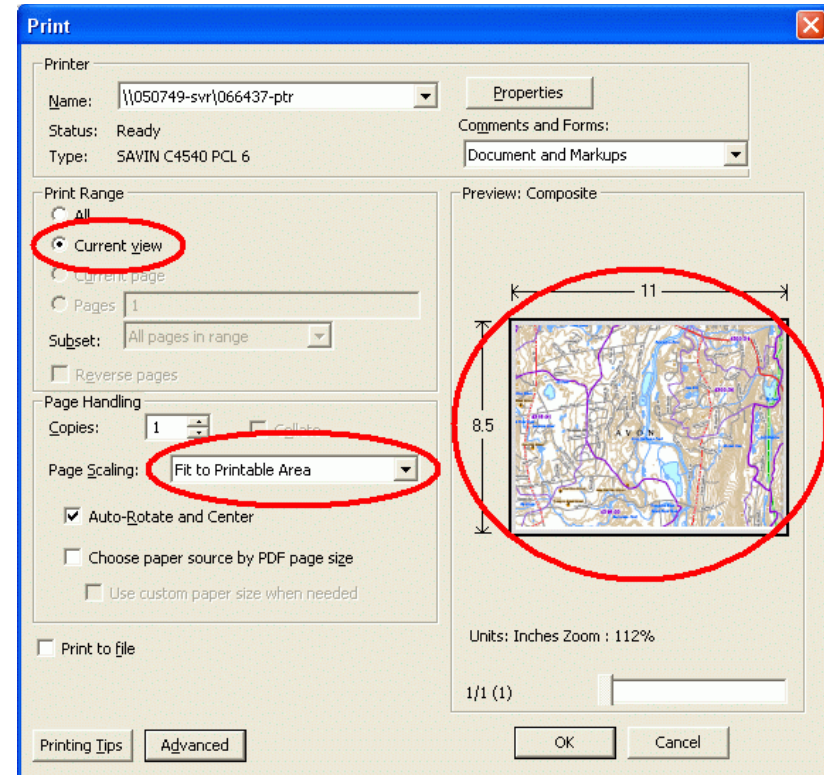 Print
Printer
Name: \\050749-svr\066437-ptr
Properties
Status: Ready
Comments and Forms:
Type: SAVIN C4540 PCL 6
Document and Markups
Print Range
All
Current view
Current page
Pages 1
Subset: All pages in range
Reverse pages
Page Handling
Copies: 1
Collate
Page Scaling: Fit to Printable Area
Auto-Rotate and Center
Choose paper source by PDF page size
Use custom paper size when needed
Print to file
Preview: Composite
11
8.5
AVON
Units: Inches Zoom : 112%
1/1 (1)
Printing Tips
Advanced
OK
Cancel